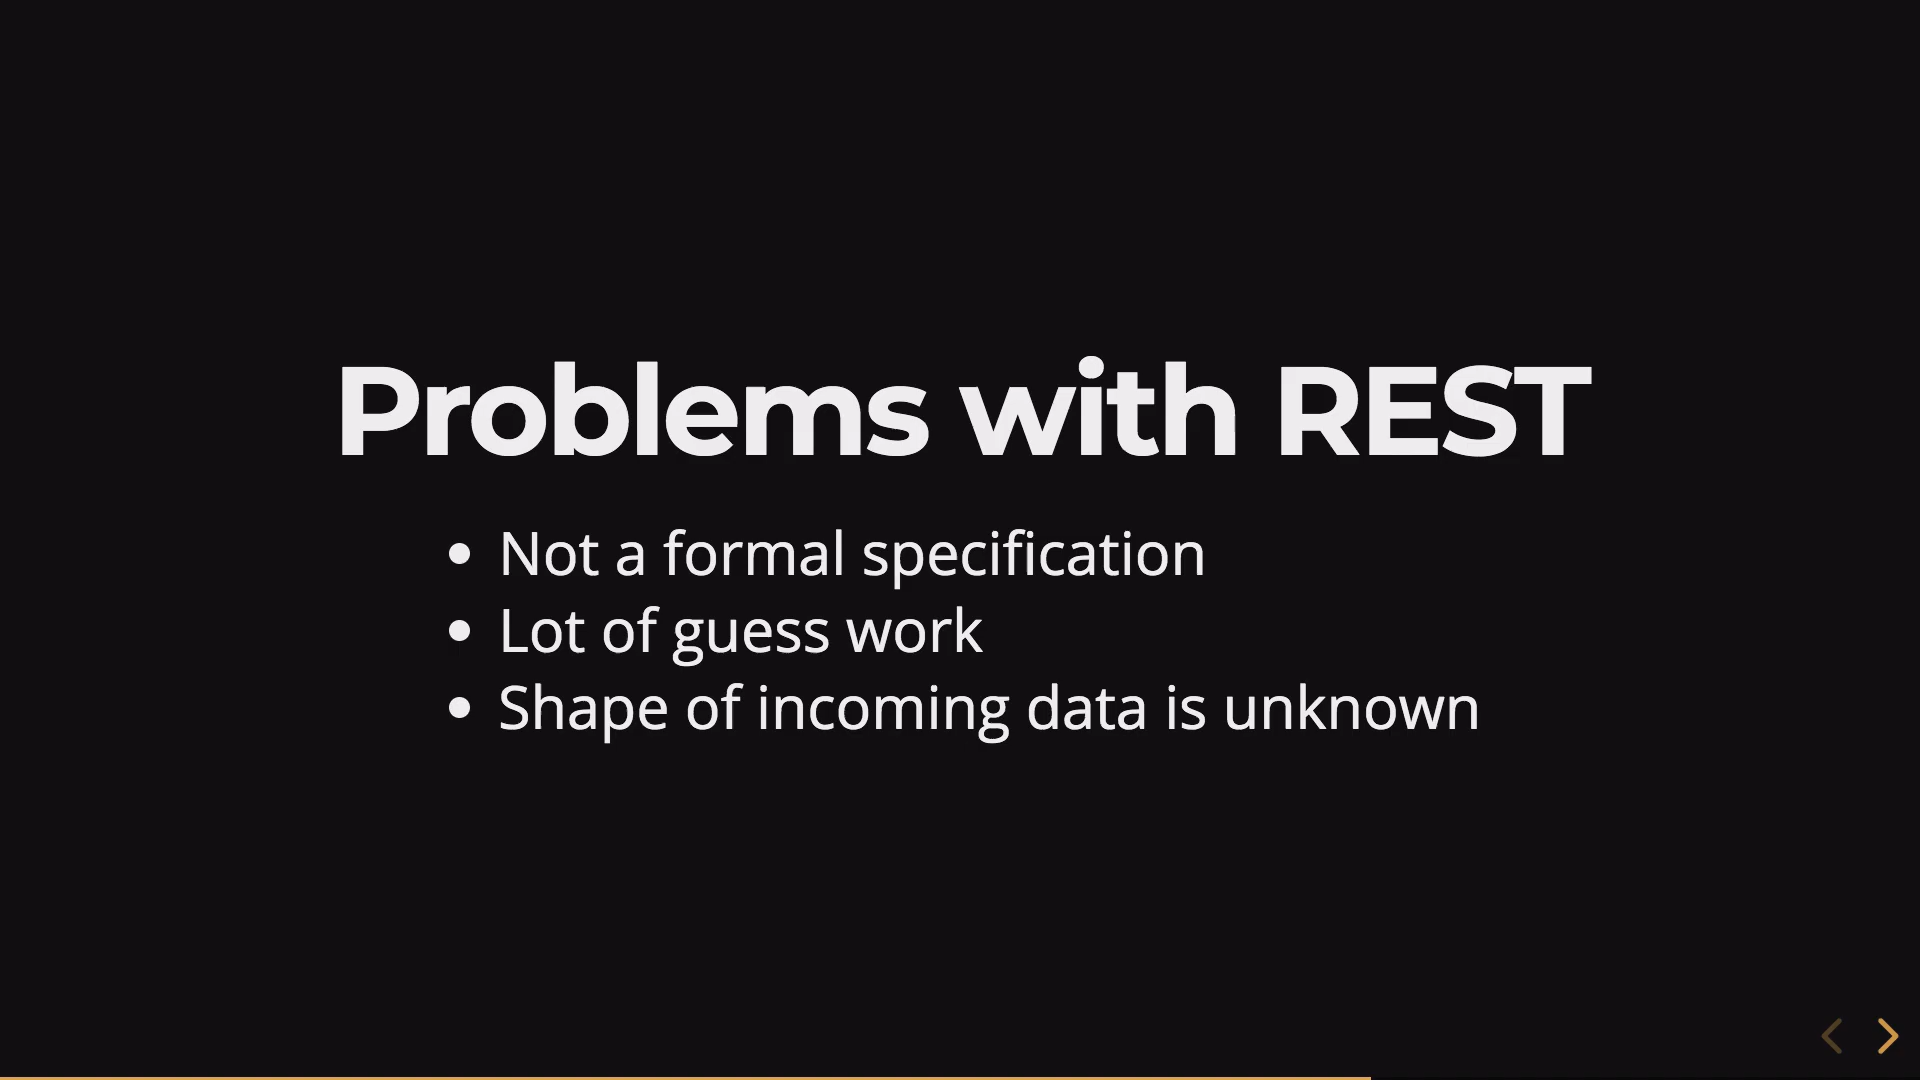 Problems with REST
Not a formal specification
Lot of guess work
Shape of incoming data is unknown